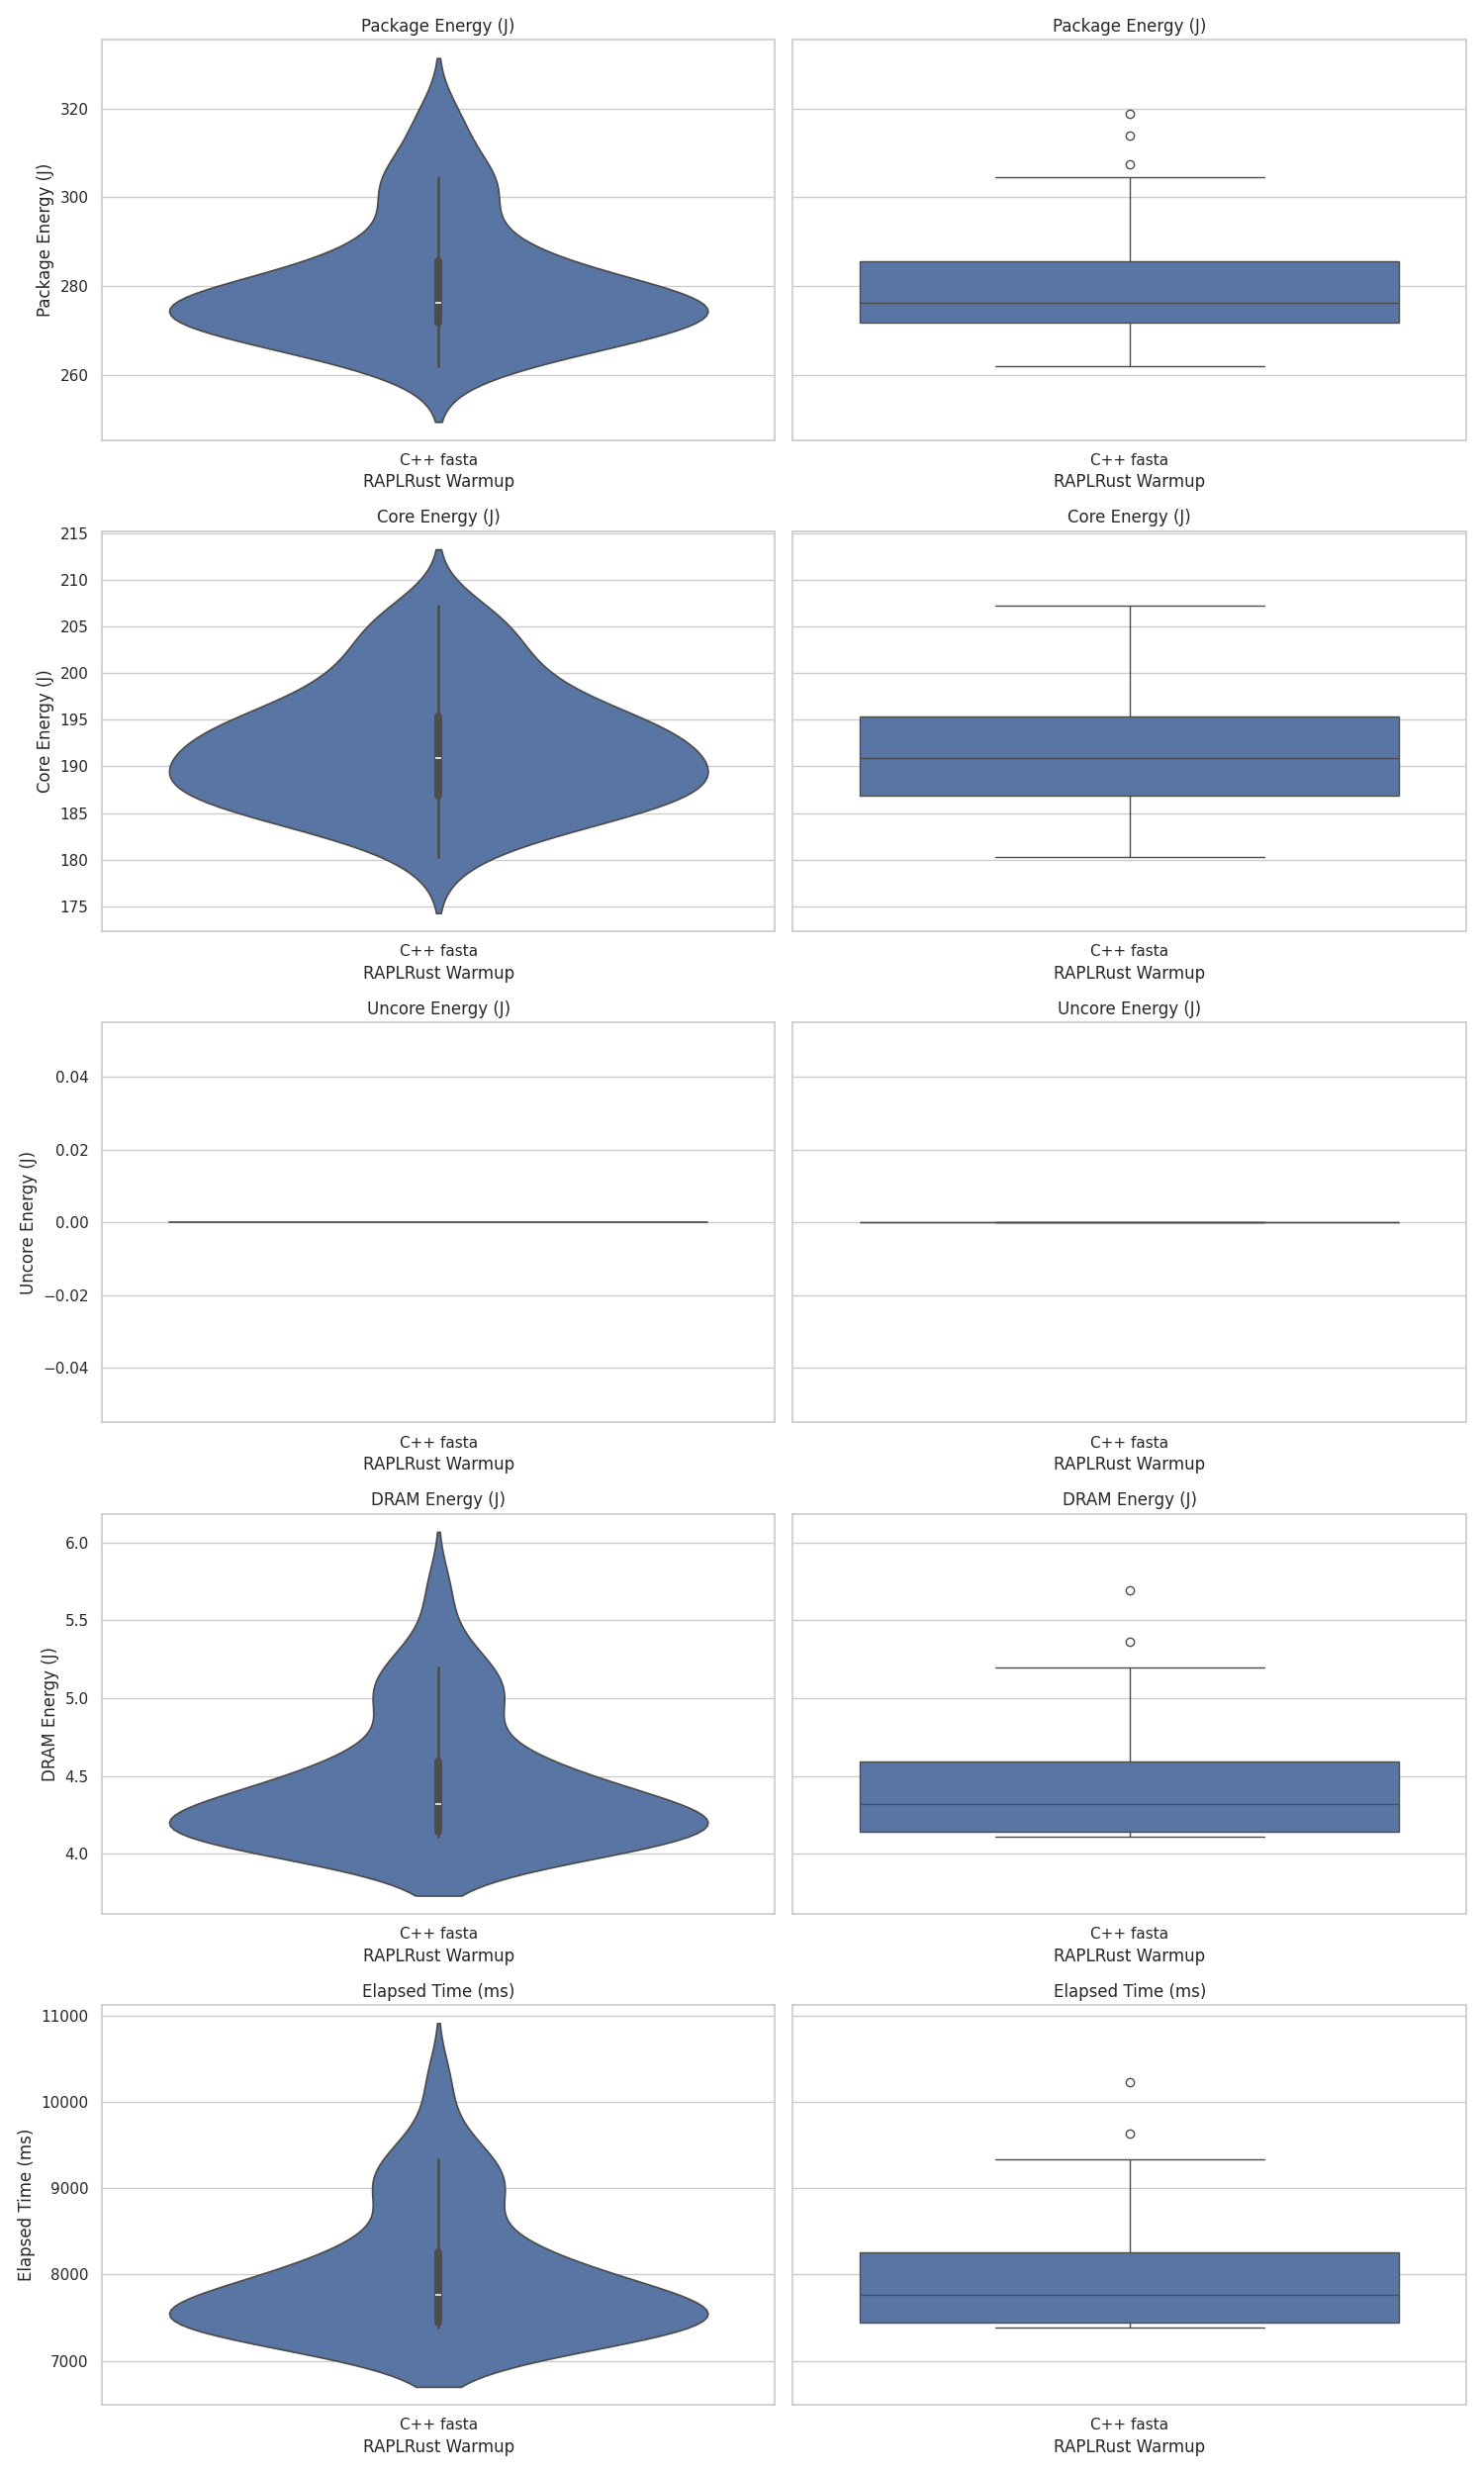 Package Energy (J)
Package Energy (J)
Package Energy (J)
320
300
280
260
C++ fasta
C++ fasta
RAPLRust Warmup
RAPLRust Warmup
Core Energy (J)
Core Energy (J)
Core Energy (J)
215
210
205
200
195
190
185
180
175
C++ fasta
C++ fasta
RAPLRust Warmup
RAPLRust Warmup
Uncore Energy (J)
Uncore Energy (J)
Uncore Energy (J)
0.04
0.02
0.00
−0.02
−0.04
C++ fasta
C++ fasta
RAPLRust Warmup
RAPLRust Warmup
DRAM Energy (J)
DRAM Energy (J)
DRAM Energy (J)
6.0
5.5
5.0
4.5
4.0
C++ fasta
C++ fasta
RAPLRust Warmup
RAPLRust Warmup
Elapsed Time (ms)
Elapsed Time (ms)
Elapsed Time (ms)
11000
10000
9000
8000
7000
C++ fasta
C++ fasta
RAPLRust Warmup
RAPLRust Warmup